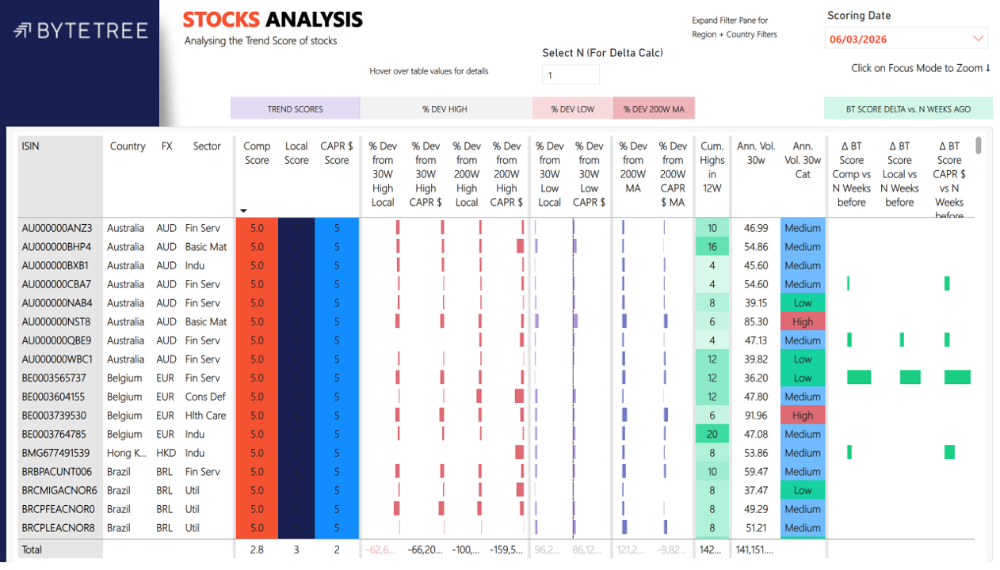 BYTETREE
STOCKS ANALYSIS
Analysing the Trend Score of stocks
Hover over table values for details
Select N (For Delta Calc)
1
Expand Filter Pane for
Region + Country Filters
Scoring Date
06/03/2026
Click on Focus Mode to Zoom ↓
TREND SCORES % DEV HIGH % DEV LOW % DEV 200W MA BT SCORE DELTA vs. N WEEKS AGO
ISIN Country FX Sector Comp Score Local Score CAPR $ Score % Dev from 30W High Local % Dev from 30W High CAPR $ % Dev from 200W High Local % Dev from 200W High CAPR $ % Dev from 30W Low Local % Dev from 30W Low CAPR $ % Dev from 200W MA % Dev from 200W CAPR $ MA Cum. Highs in 12W Ann. Vol. 30w Ann. Vol. 30w Cat Δ BT Score Comp vs N Weeks before Δ BT Score Local vs N Weeks before Δ BT Score CAPR $ vs N Weeks before
AU000000ANZ3 Australia AUD Fin Serv 5.0 5 10 46.99 Medium
AU000000BHP4 Australia AUD Basic Mat 5.0 5 16 54.86 Medium
AU000000BXB1 Australia AUD Indu 5.0 5 4 45.60 Medium
AU000000CBA7 Australia AUD Fin Serv 5.0 5 4 54.60 Medium
AU000000NAB4 Australia AUD Fin Serv 5.0 5 8 39.15 Low
AU000000NST8 Australia AUD Basic Mat 5.0 5 6 85.30 High
AU000000QBE9 Australia AUD Fin Serv 5.0 5 4 47.13 Medium
AU000000WBC1 Australia AUD Fin Serv 5.0 5 12 39.82 Low
BE0003565737 Belgium EUR Fin Serv 5.0 5 12 36.20 Low
BE0003604155 Belgium EUR Cons Def 5.0 5 12 47.80 Medium
BE0003739530 Belgium EUR Hlth Care 5.0 5 6 91.96 High
BE0003764785 Belgium EUR Indu 5.0 5 20 47.08 Medium
BMG677491539 Hong K... HKD Indu 5.0 5 8 53.86 Medium
BRBPACUNT006 Brazil BRL Fin Serv 5.0 5 10 59.47 Medium
BRCMIGACNOR6 Brazil BRL Util 5.0 5 8 37.47 Low
BRCPFEACNOR0 Brazil BRL Util 5.0 5 8 49.29 Medium
BRCPLEACNOR8 Brazil BRL Util 5.0 5 8 51.21 Medium
Total 2.8 3 2 -62,6... -66,20... -100,... -159,5... 96,2... 86,12... 121,2... -9,82... 142... 141,151....